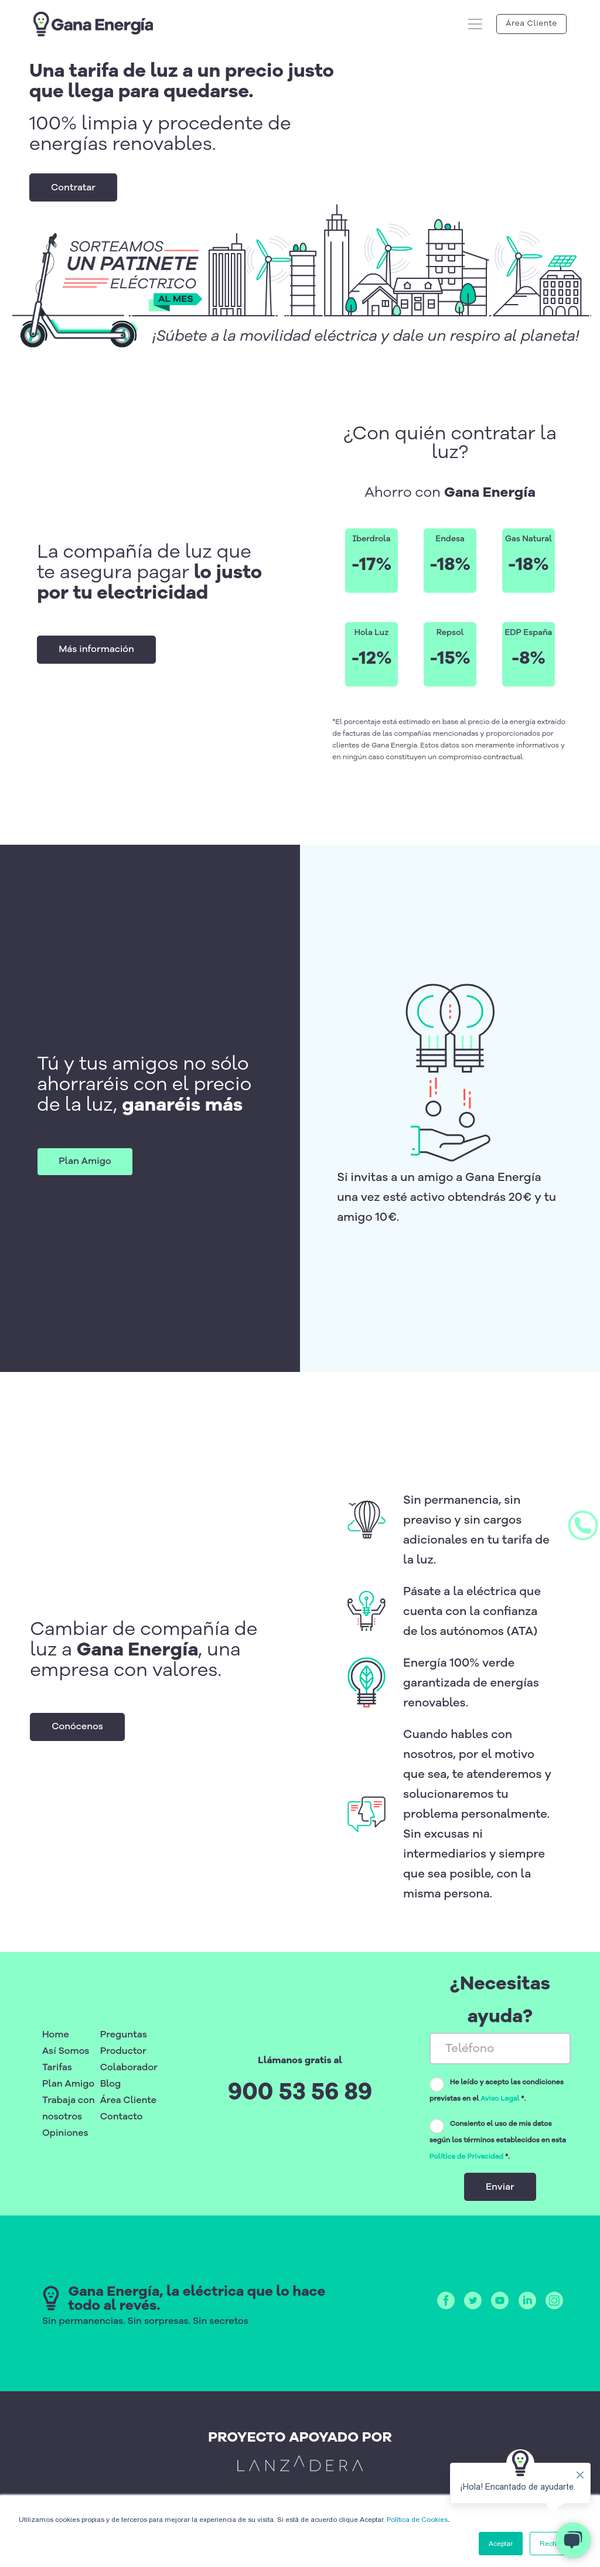 Gana Energía
Área Cliente
Una tarifa de luz a un precio justo
que llega para quedarse.
100% limpia y procedente de
energías renovables.
Contratar
SORTEAMOS
UN PATINETE
ELÉCTRICO
AL MES
¡Súbete a la movilidad eléctrica y dale un respiro al planeta!
¿Con quién contratar la
luz?
Ahorro con Gana Energía
Iberdrola
-17%
Endesa
-18%
Gas Natural
-18%
Hola Luz
-12%
Repsol
-15%
EDP España
-8%
*El porcentaje está estimado en base al precio de la energía extraído
de facturas de las compañías mencionadas y proporcionados por
clientes de Gana Energía. Estos datos son meramente informativos y
en ningún caso constituyen un compromiso contractual.
La compañía de luz que
te asegura pagar lo justo
por tu electricidad
Más información
Tú y tus amigos no sólo
ahorraréis con el precio
de la luz, ganaréis más
Plan Amigo
Si invitas a un amigo a Gana Energía
una vez esté activo obtendrás 20€ y tu
amigo 10€.
Cambiar de compañía de
luz a Gana Energía, una
empresa con valores.
Conócenos
Sin permanencia, sin
preaviso y sin cargos
adicionales en tu tarifa de
la luz.
Pásate a la eléctrica que
cuenta con la confianza
de los autónomos (ATA)
Energía 100% verde
garantizada de energías
renovables.
Cuando hables con
nosotros, por el motivo
que sea, te atenderemos y
solucionaremos tu
problema personalmente.
Sin excusas ni
intermediarios y siempre
que sea posible, con la
misma persona.
Home
Así Somos
Tarifas
Plan Amigo
Trabaja con
nosotros
Opiniones
Preguntas
Productor
Colaborador
Blog
Área Cliente
Contacto
Llámanos gratis al
900 53 56 89
¿Necesitas
ayuda?
Teléfono
He leído y acepto las condiciones
previstas en el Aviso Legal *.
Consiento el uso de mis datos
según los términos establecidos en esta
Política de Privacidad *.
Enviar
Gana Energía, la eléctrica que lo hace
todo al revés.
Sin permanencias. Sin sorpresas. Sin secretos
PROYECTO APOYADO POR
LANZADERA
¡Hola! Encantado de ayudarte.
Utilizamos cookies propias y de terceros para mejorar la experiencia de su visita. Si está de acuerdo clique Aceptar. Política de Cookies.
Aceptar